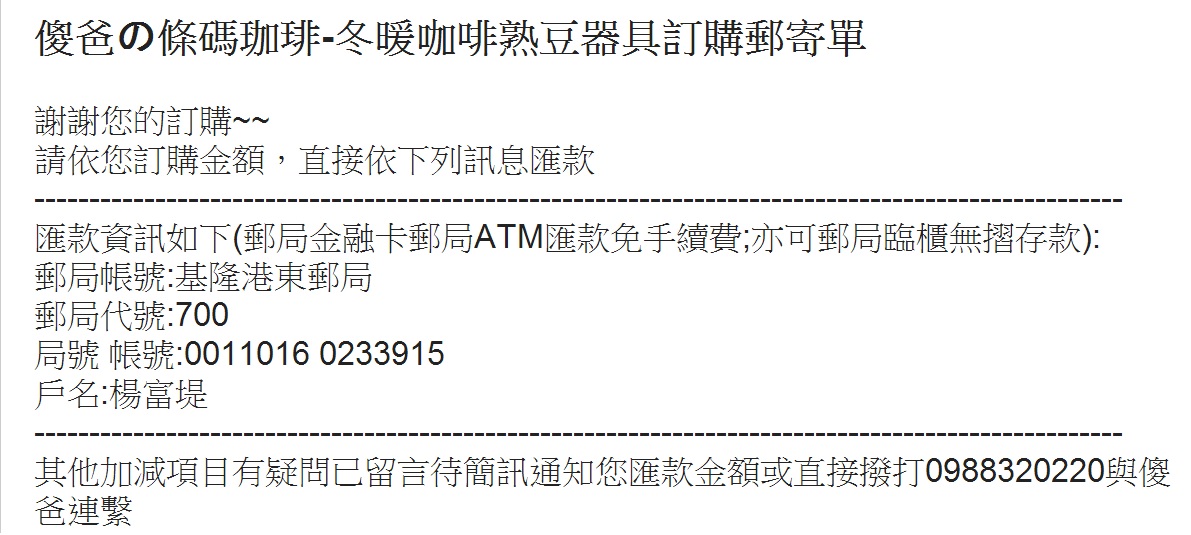 傻爸の條碼珈琲-冬暖咖啡熟豆器具訂購郵寄單
謝謝您的訂購~~
請依您訂購金額，直接依下列訊息匯款
----------------------------------------------------------------------------------------------------
匯款資訊如下(郵局金融卡郵局ATM匯款免手續費;亦可郵局臨櫃無摺存款):
郵局帳號:基隆港東郵局
郵局代號:700
局號 帳號:0011016 0233915
戶名:楊富堤
----------------------------------------------------------------------------------------------------
其他加減項目有疑問已留言待簡訊通知您匯款金額或直接撥打0988320220與傻
爸連繫